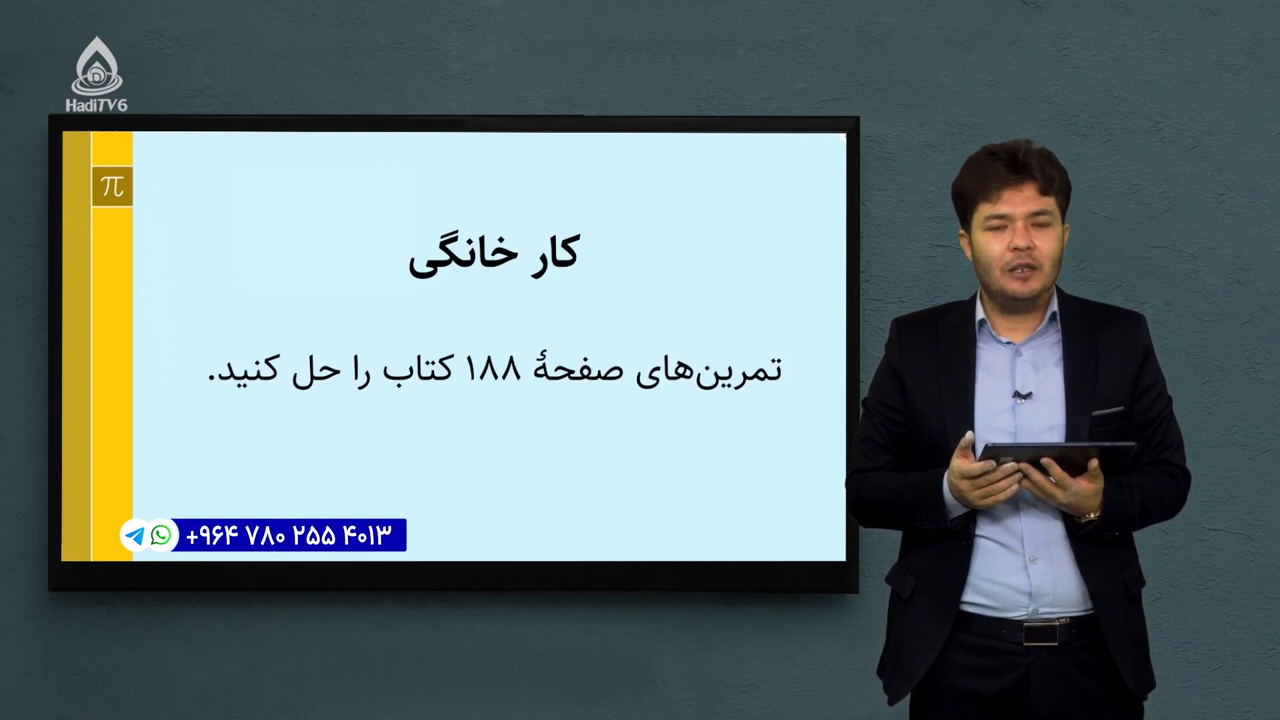 HadiTV6
π
کار خانگی
تمرین‌های صفحهٔ ۱۸۸ کتاب را حل کنید.
+۹۶۴ ۷۸۰ ۲۵۵ ۴۰۱۳